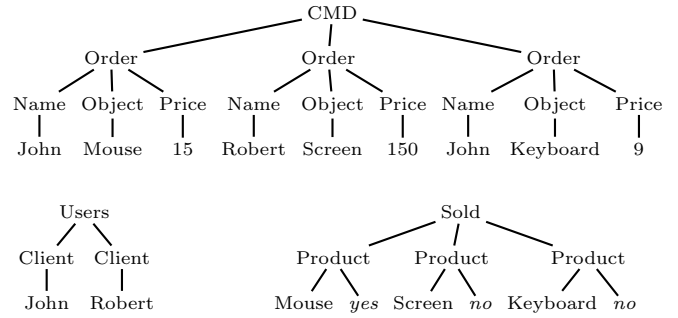 CMD
Order Order Order
Name Object Price Name Object Price Name Object Price
John Mouse 15 Robert Screen 150 John Keyboard 9
Users Sold
Client Client Product Product Product
John Robert Mouse yes Screen no Keyboard no